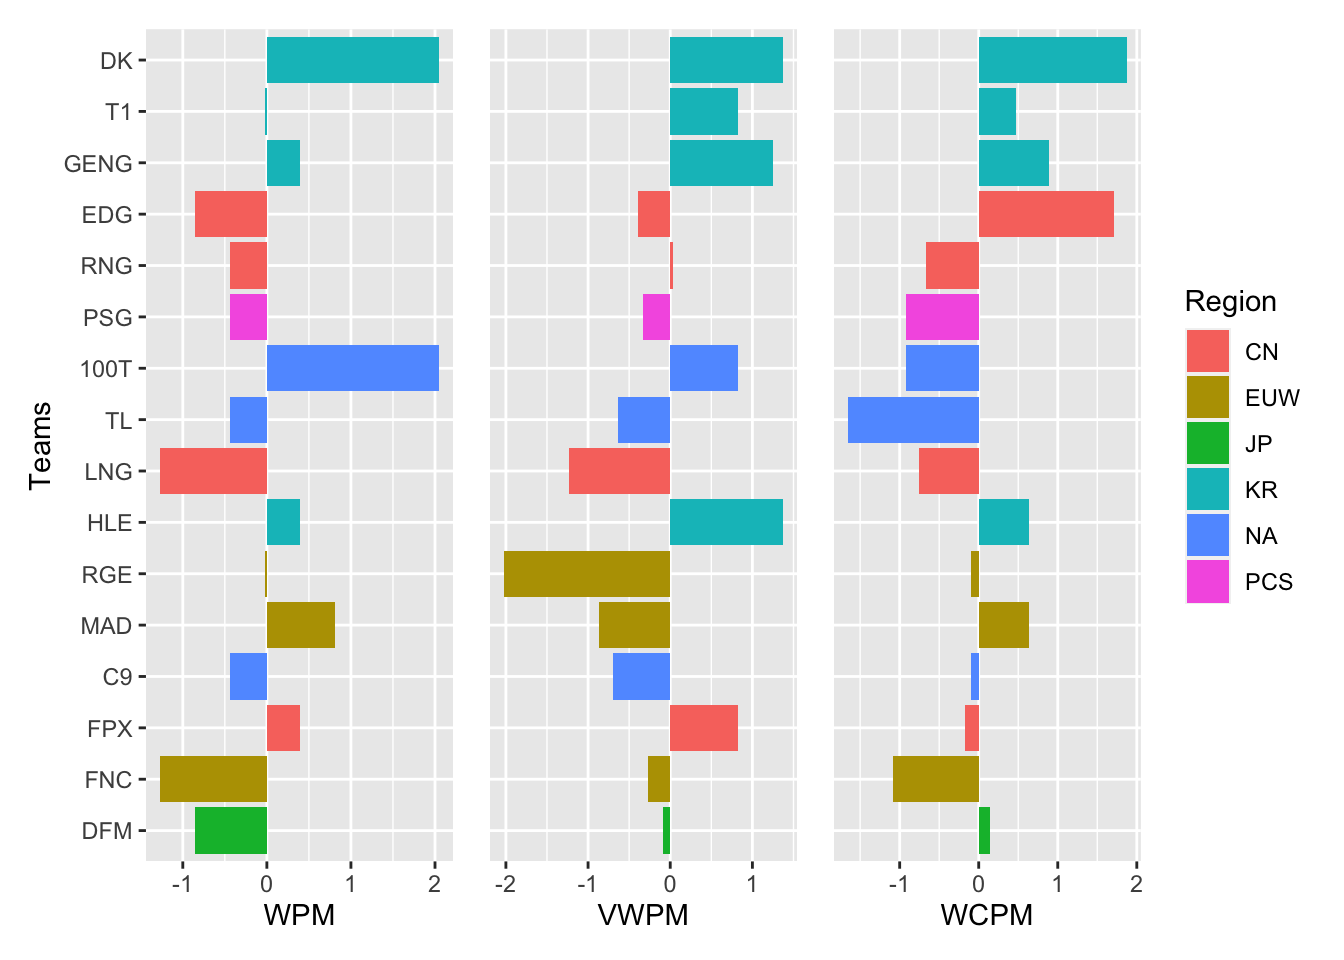 DK
T1
GENG
EDG
RNG
PSG
100T
TL
LNG
HLE
RGE
MAD
C9
FPX
FNC
DFM
Teams
-1 0 1 2
WPM
-2 -1 0 1
VWPM
-1 0 1 2
WCPM
Region
CN
EUW
JP
KR
NA
PCS